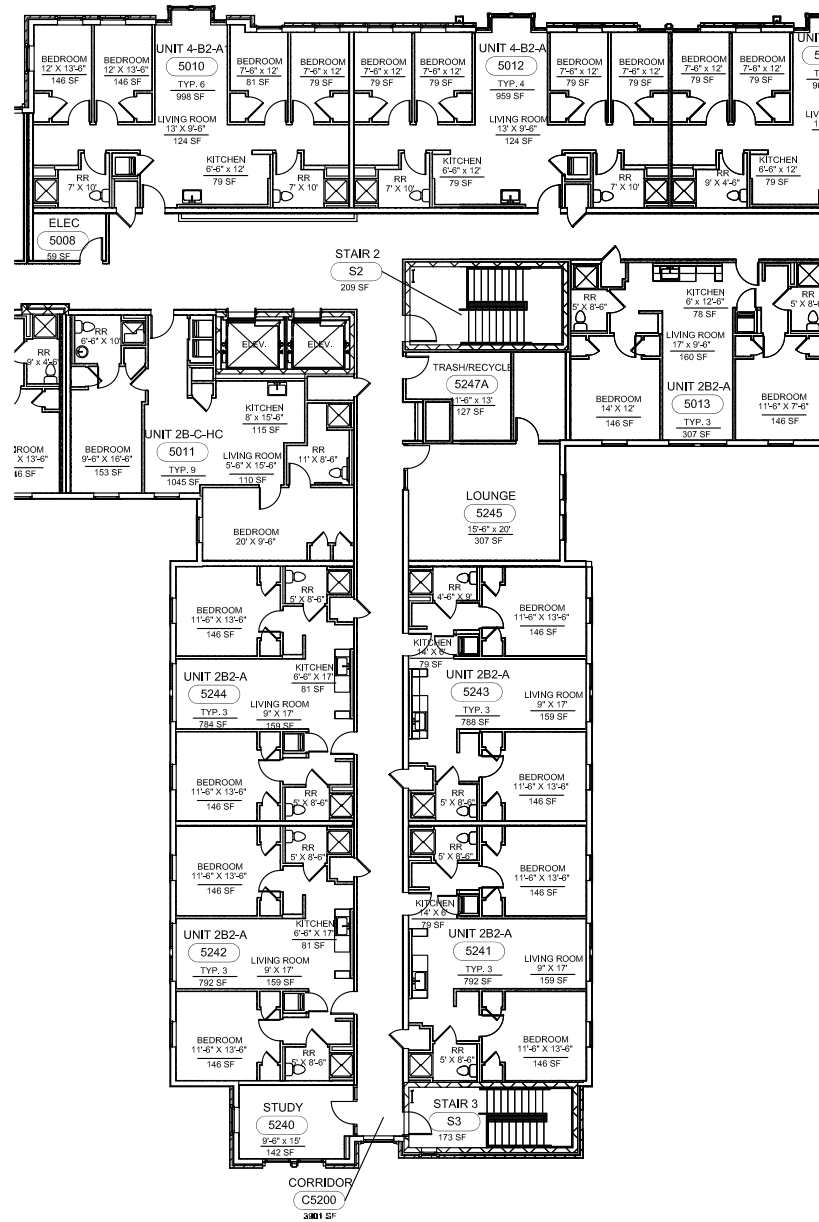 BEDROOM
12' X 13'-6"
146 SF
BEDROOM
12' X 13'-6"
146 SF
UNIT 4-B2-A
5010
TYP. 6
998 SF
LIVING ROOM
13' X 9'-6"
124 SF
BEDROOM
7'-6" x 12'
81 SF
BEDROOM
7'-6" x 12'
79 SF
BEDROOM
7'-6" x 12'
79 SF
BEDROOM
7'-6" x 12'
79 SF
UNIT 4-B2-A
5012
TYP. 4
959 SF
LIVING ROOM
13' X 9'-6"
124 SF
BEDROOM
7'-6" x 12'
79 SF
BEDROOM
7'-6" x 12'
79 SF
BEDROOM
7'-6" x 12'
79 SF
BEDROOM
7'-6" x 12'
79 SF
UNIT
RR
7' X 10'
KITCHEN
6'-6" x 12'
79 SF
RR
7' X 10'
RR
7' X 10'
KITCHEN
6'-6" x 12'
79 SF
RR
7' X 10'
RR
9' X 4'-6"
KITCHEN
6'-6" x 12'
79 SF
ELEC
5008
59 SF
STAIR 2
S2
209 SF
RR
5' X 8'-6"
KITCHEN
6' x 12'-6"
78 SF
RR
5' X 8'-6"
LIVING ROOM
17' x 9'-6"
160 SF
UNIT 2B2-A
5013
TYP. 3
307 SF
BEDROOM
14' X 12'
146 SF
BEDROOM
11'-6" X 7'-6"
146 SF
ELEV.
ELEV.
RR
9' x 4'-6"
RR
6'-6" X 10'
TRASH/RECYCLE
5247A
11'-6" x 13'
127 SF
KITCHEN
8' x 15'-6"
115 SF
UNIT 2B-C-HC
5011
TYP. 9
1045 SF
BEDROOM
9'-6" X 16'-6"
153 SF
LIVING ROOM
5'-6" X 15'-6"
110 SF
RR
11' X 8'-6"
BEDROOM
20' X 9'-6"
LOUNGE
5245
15'-6" x 20'
307 SF
BEDROOM
11'-6" X 13'-6"
146 SF
RR
5' X 8'-6"
RR
4'-6" X 9'
BEDROOM
11'-6" X 13'-6"
146 SF
KITCHEN
14' X 6'
79 SF
UNIT 2B2-A
5244
TYP. 3
784 SF
KITCHEN
6'-6" X 17'
81 SF
LIVING ROOM
9" X 17'
159 SF
UNIT 2B2-A
5243
TYP. 3
788 SF
LIVING ROOM
9" X 17'
159 SF
BEDROOM
11'-6" X 13'-6"
146 SF
RR
5' X 8'-6"
RR
5' X 8'-6"
BEDROOM
11'-6" X 13'-6"
146 SF
BEDROOM
11'-6" X 13'-6"
146 SF
RR
5' X 8'-6"
RR
5' X 8'-6"
BEDROOM
11'-6" X 13'-6"
146 SF
KITCHEN
14' X 6'
79 SF
UNIT 2B2-A
5242
TYP. 3
792 SF
KITCHEN
6'-6" X 17'
81 SF
LIVING ROOM
9' X 17'
159 SF
UNIT 2B2-A
5241
TYP. 3
792 SF
LIVING ROOM
9" X 17'
159 SF
BEDROOM
11'-6" X 13'-6"
146 SF
RR
5' X 8'-6"
RR
5' X 8'-6"
BEDROOM
11'-6" X 13'-6"
146 SF
STUDY
5240
9'-6" x 15'
142 SF
STAIR 3
S3
173 SF
CORRIDOR
C5200